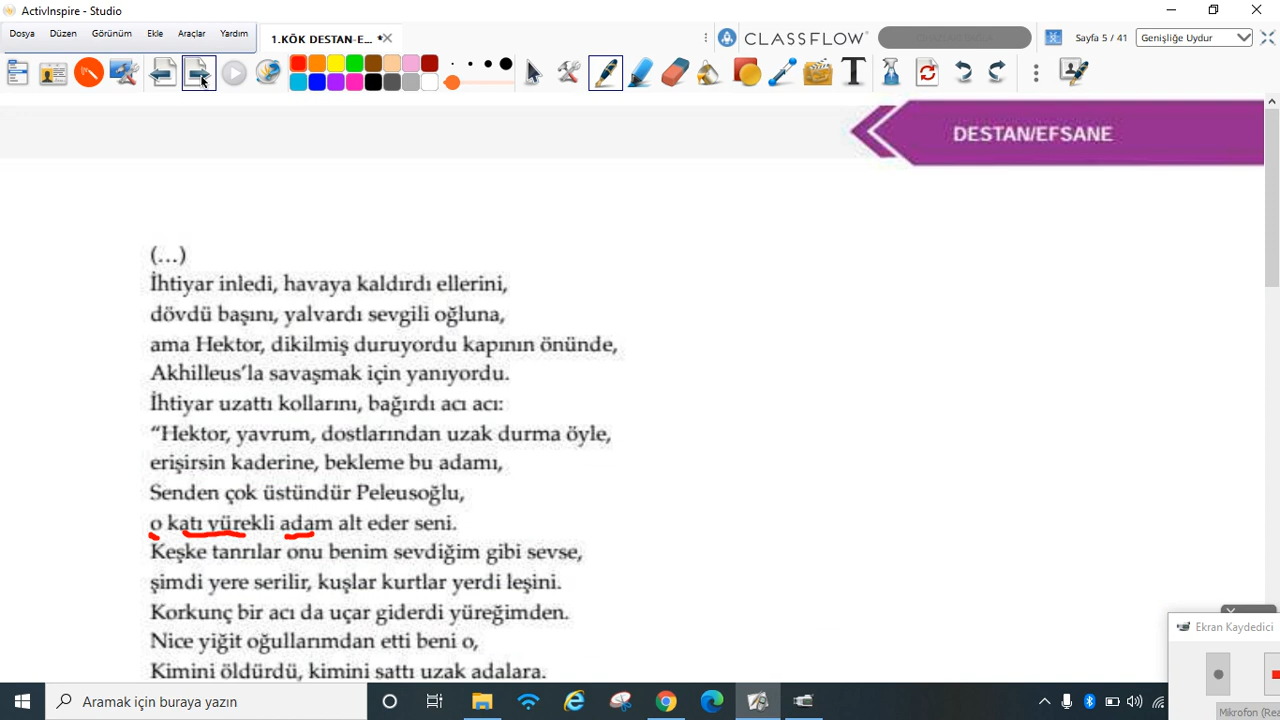 ActivInspire - Studio
Dosya Düzen Görünüm Ekle Araçlar Yardım
1.KÖK DESTAN-E... *
CLASSFLOW
Sayfa 5 / 41
Genişliğe Uydur
DESTAN/EFSANE
(...)
İhtiyar inledi, havaya kaldırdı ellerini,
dövdü başını, yalvardı sevgili oğluna,
ama Hektor, dikilmiş duruyordu kapının önünde,
Akhilleus’la savaşmak için yanıyordu.
İhtiyar uzattı kollarını, bağırdı acı acı:
“Hektor, yavrum, dostlarından uzak durma öyle,
erişirsin kaderine, bekleme bu adamı,
Senden çok üstündür Peleusoğlu,
o katı yürekli adam alt eder seni.
Keşke tanrılar onu benim sevdiğim gibi sevse,
şimdi yere serilir, kuşlar kurtlar yerdi leşini.
Korkunç bir acı da uçar giderdi yüreğimden.
Nice yiğit oğullarımdan etti beni o,
Kimini öldürdü, kimini sattı uzak adalara.
Ekran Kaydedici
Mikrofon (Rea
Aramak için buraya yazın